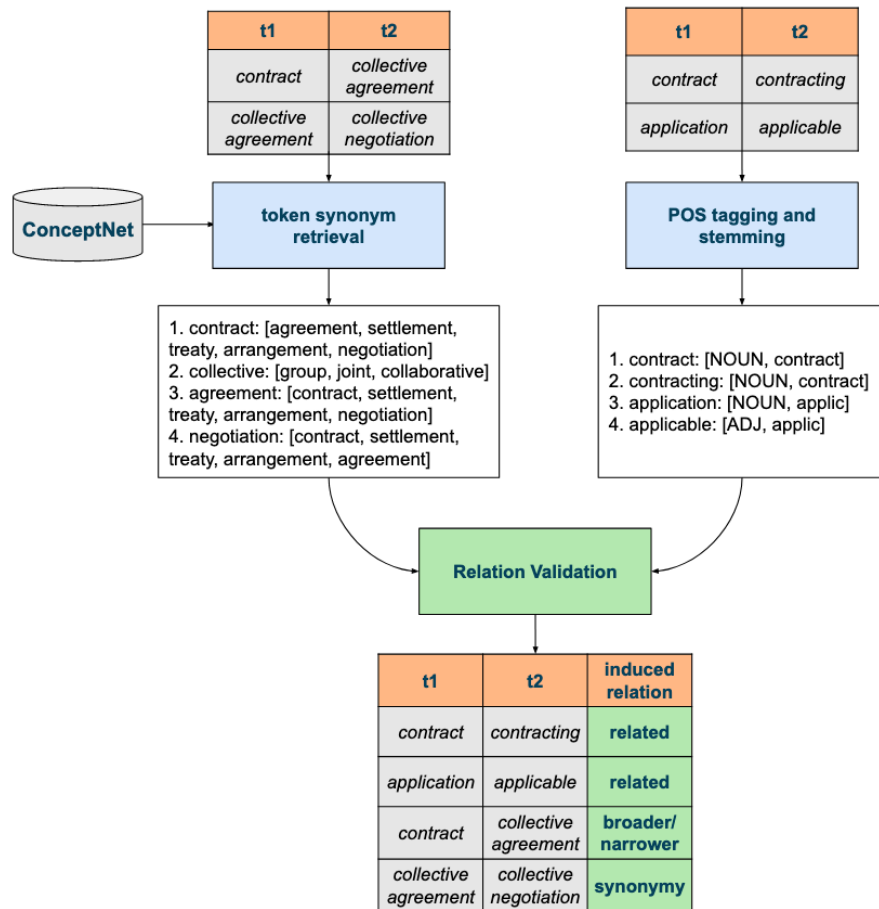 t1 t2
contract collective
agreement
collective
agreement collective
negotiation
t1 t2
contract contracting
application applicable
ConceptNet
token synonym
retrieval
POS tagging and
stemming
1. contract: [agreement, settlement,
treaty, arrangement, negotiation]
2. collective: [group, joint, collaborative]
3. agreement: [contract, settlement,
treaty, arrangement, negotiation]
4. negotiation: [contract, settlement,
treaty, arrangement, agreement]
1. contract: [NOUN, contract]
2. contracting: [NOUN, contract]
3. application: [NOUN, applic]
4. applicable: [ADJ, applic]
Relation Validation
t1 t2 induced
relation
contract contracting related
application applicable related
contract collective
agreement broader/
narrower
collective
agreement collective
negotiation synonymy